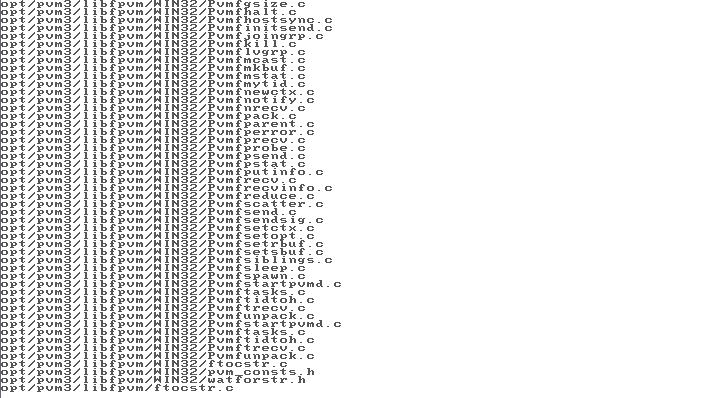 opt/pvm3/libfpvm/WIN32/Pvmfgsize.c
opt/pvm3/libfpvm/WIN32/Pvmfhalt.c
opt/pvm3/libfpvm/WIN32/Pvmfhostsync.c
opt/pvm3/libfpvm/WIN32/Pvmfinitsend.c
opt/pvm3/libfpvm/WIN32/Pvmfjoingrp.c
opt/pvm3/libfpvm/WIN32/Pvmfkill.c
opt/pvm3/libfpvm/WIN32/Pvmflvgrp.c
opt/pvm3/libfpvm/WIN32/Pvmfmcast.c
opt/pvm3/libfpvm/WIN32/Pvmfmkbuf.c
opt/pvm3/libfpvm/WIN32/Pvmfmstat.c
opt/pvm3/libfpvm/WIN32/Pvmfmytid.c
opt/pvm3/libfpvm/WIN32/Pvmfnewctx.c
opt/pvm3/libfpvm/WIN32/Pvmfnotify.c
opt/pvm3/libfpvm/WIN32/Pvmfnrecv.c
opt/pvm3/libfpvm/WIN32/Pvmfpack.c
opt/pvm3/libfpvm/WIN32/Pvmfparent.c
opt/pvm3/libfpvm/WIN32/Pvmfperror.c
opt/pvm3/libfpvm/WIN32/Pvmfprecv.c
opt/pvm3/libfpvm/WIN32/Pvmfprobe.c
opt/pvm3/libfpvm/WIN32/Pvmfpsend.c
opt/pvm3/libfpvm/WIN32/Pvmfpstat.c
opt/pvm3/libfpvm/WIN32/Pvmfputinfo.c
opt/pvm3/libfpvm/WIN32/Pvmfrecv.c
opt/pvm3/libfpvm/WIN32/Pvmfrecvinfo.c
opt/pvm3/libfpvm/WIN32/Pvmfreduce.c
opt/pvm3/libfpvm/WIN32/Pvmfscatter.c
opt/pvm3/libfpvm/WIN32/Pvmfsend.c
opt/pvm3/libfpvm/WIN32/Pvmfsendsig.c
opt/pvm3/libfpvm/WIN32/Pvmfsetctx.c
opt/pvm3/libfpvm/WIN32/Pvmfsetopt.c
opt/pvm3/libfpvm/WIN32/Pvmfsetrbuf.c
opt/pvm3/libfpvm/WIN32/Pvmfsetsbuf.c
opt/pvm3/libfpvm/WIN32/Pvmfsiblings.c
opt/pvm3/libfpvm/WIN32/Pvmfsleep.c
opt/pvm3/libfpvm/WIN32/Pvmfspawn.c
opt/pvm3/libfpvm/WIN32/Pvmfstartpvmd.c
opt/pvm3/libfpvm/WIN32/Pvmftasks.c
opt/pvm3/libfpvm/WIN32/Pvmftidtoh.c
opt/pvm3/libfpvm/WIN32/Pvmftrecv.c
opt/pvm3/libfpvm/WIN32/Pvmfunpack.c
opt/pvm3/libfpvm/WIN32/Pvmfstartpvmd.c
opt/pvm3/libfpvm/WIN32/Pvmftasks.c
opt/pvm3/libfpvm/WIN32/Pvmftidtoh.c
opt/pvm3/libfpvm/WIN32/Pvmftrecv.c
opt/pvm3/libfpvm/WIN32/Pvmfunpack.c
opt/pvm3/libfpvm/WIN32/ftocstr.c
opt/pvm3/libfpvm/WIN32/pvm_consts.h
opt/pvm3/libfpvm/WIN32/watforstr.h
opt/pvm3/libfpvm/ftocstr.c